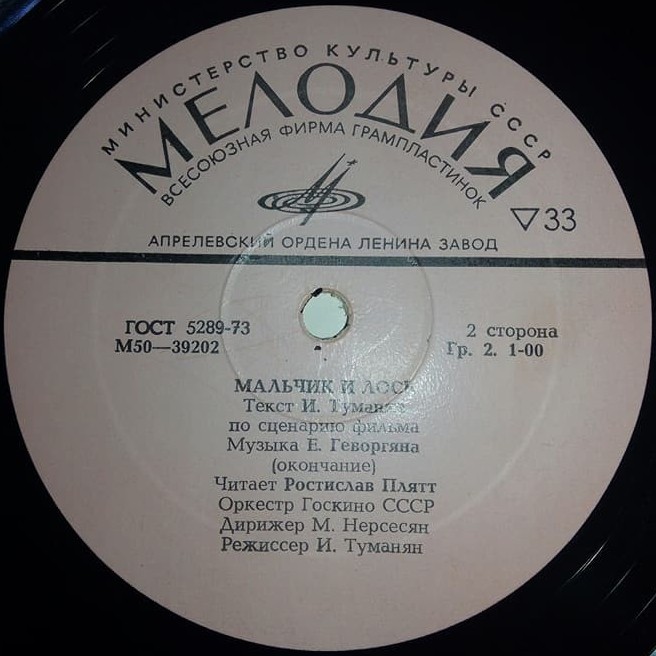 МИНИСТЕРСТВО КУЛЬТУРЫ СССР
МЕЛОДИЯ
ВСЕСОЮЗНАЯ ФИРМА ГРАМПЛАСТИНОК
▽33
АПРЕЛЕВСКИЙ ОРДЕНА ЛЕНИНА ЗАВОД
ГОСТ 5289-73
М50—39202
2 сторона
Гр. 2. 1-00
МАЛЬЧИК И ЛОСЬ
Текст И. Туманян
по сценарию фильма
Музыка Е. Геворгяна
(окончание)
Читает Ростислав Плятт
Оркестр Госкино СССР
Дирижер М. Нерсесян
Режиссер И. Туманян